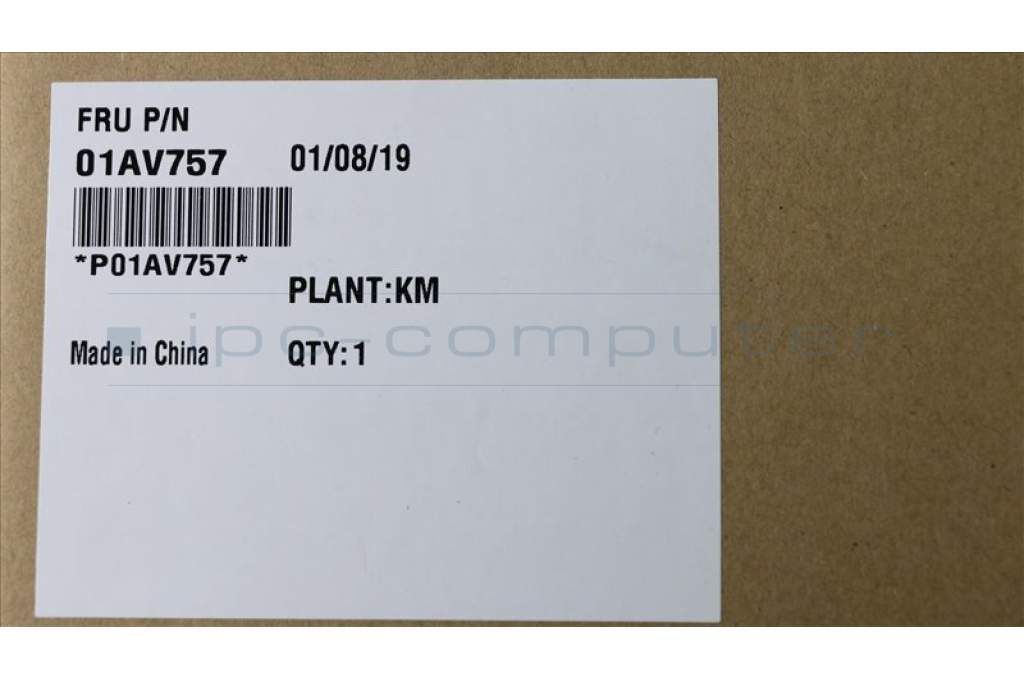 FRU P/N
01AV757 01/08/19
*P01AV757*
PLANT:KM
ipc-computer
Made in China QTY: 1